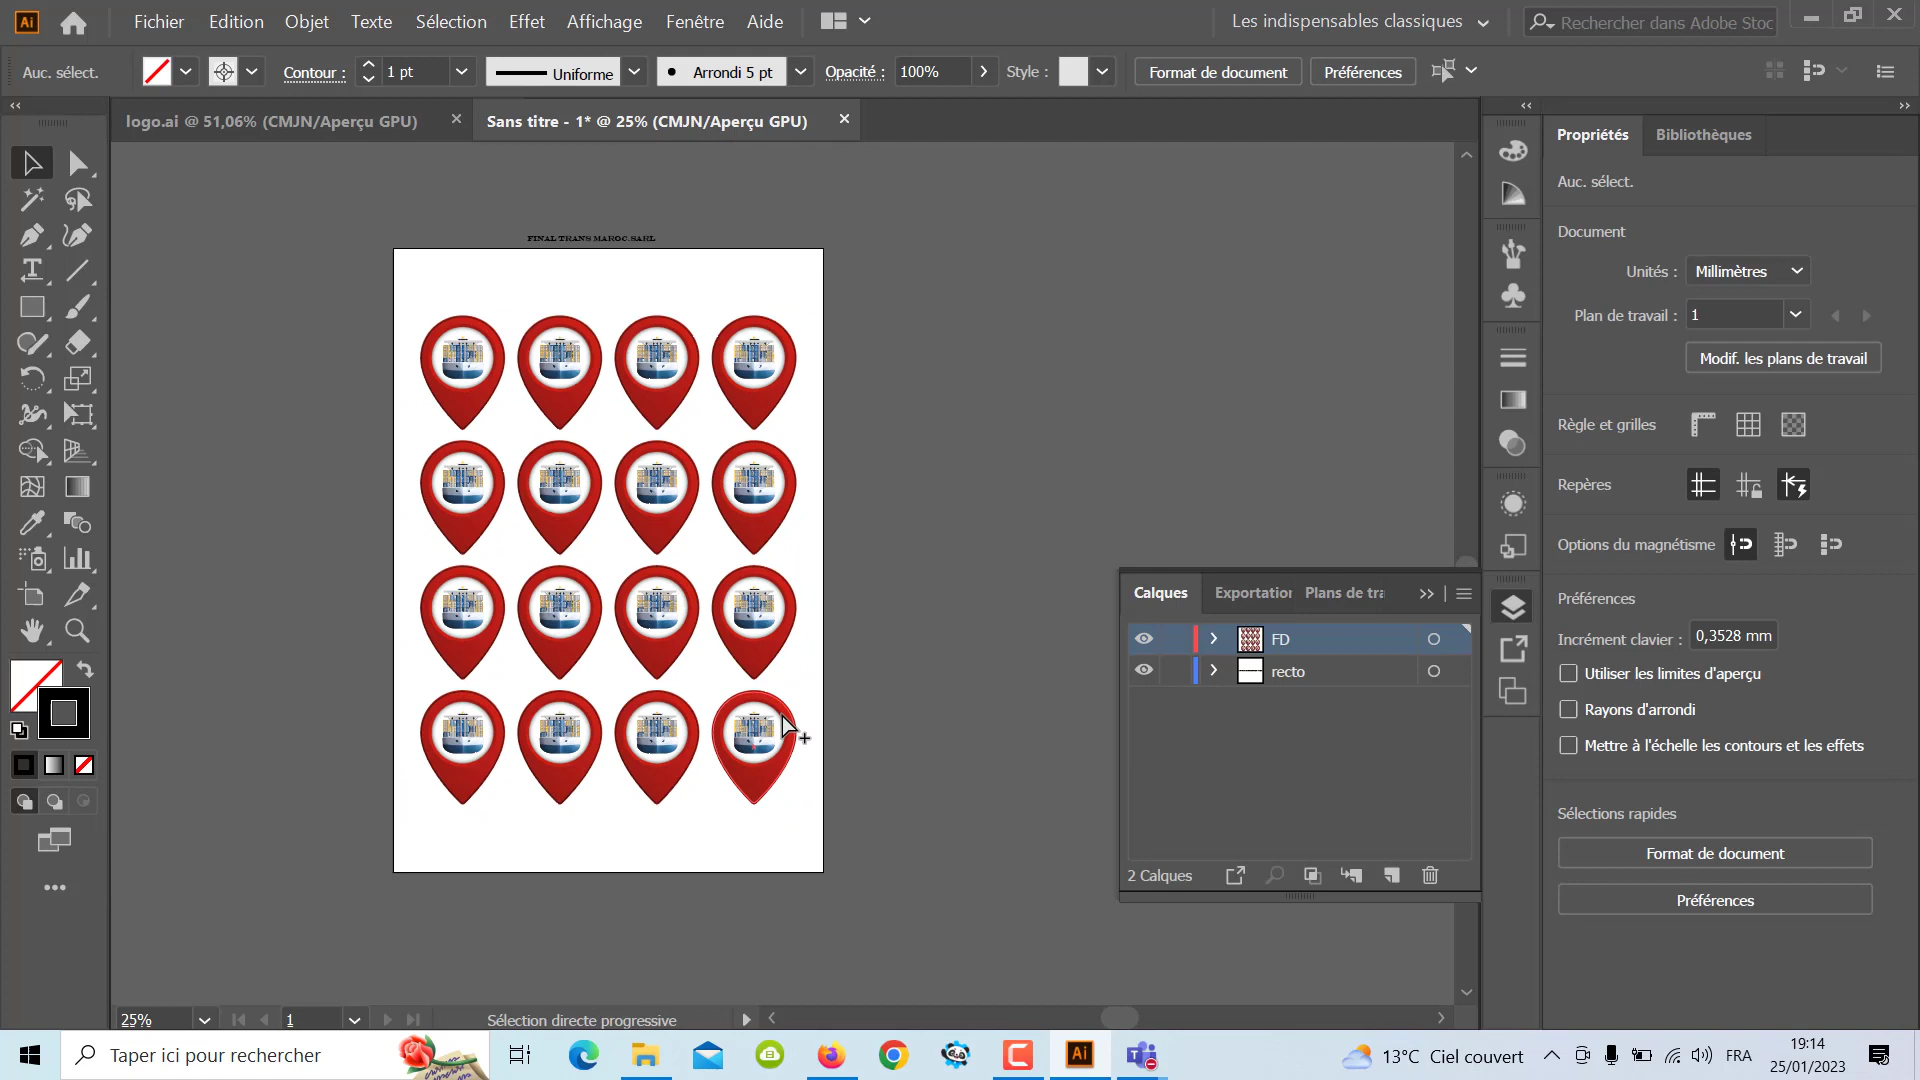 Fichier Edition Objet Texte Sélection Effet Affichage Fenêtre Aide
Les indispensables classiques
Rechercher dans Adobe Stoc
Auc. sélect.
Contour :
1 pt
Uniforme
Arrondi 5 pt
Opacité :
100%
Style :
Format de document
Préférences
logo.ai @ 51,06% (CMJN/Aperçu GPU)
Sans titre - 1* @ 25% (CMJN/Aperçu GPU)
FINAL TRANS MAROC.SARL
Propriétés
Bibliothèques
Auc. sélect.
Document
Unités :
Millimètres
Plan de travail :
1
Modif. les plans de travail
Règle et grilles
Repères
Options du magnétisme
Préférences
Incrément clavier :
0,3528 mm
Utiliser les limites d'aperçu
Rayons d'arrondi
Mettre à l'échelle les contours et les effets
Sélections rapides
Format de document
Préférences
Calques
Exportation
Plans de tra
FD
recto
2 Calques
25%
1
Sélection directe progressive
Taper ici pour rechercher
13°C Ciel couvert
FRA
19:14
25/01/2023